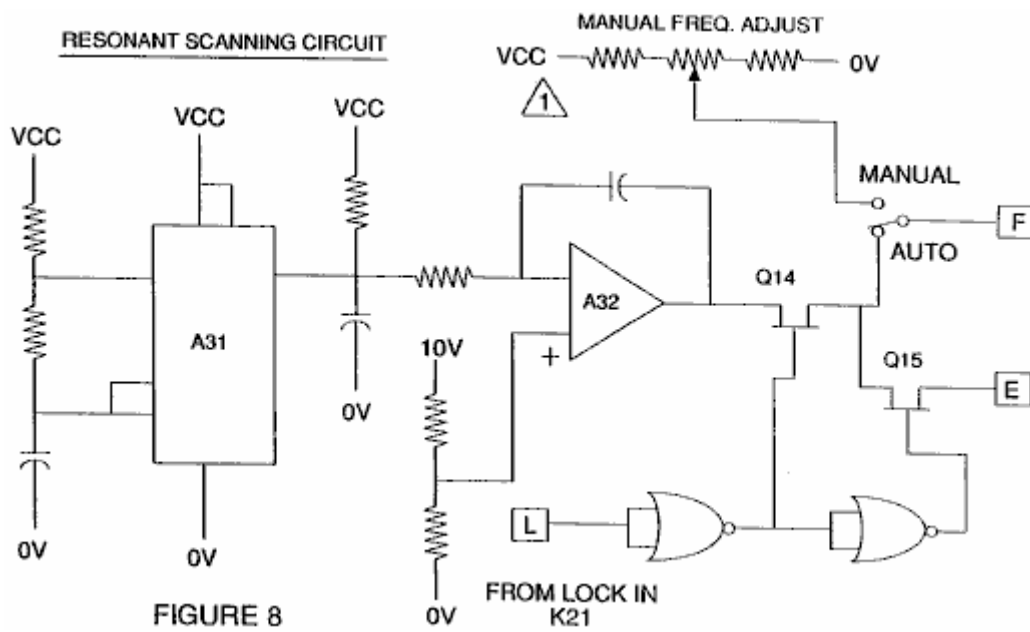 RESONANT SCANNING CIRCUIT
MANUAL FREQ. ADJUST
VCC
0V
1
VCC
VCC
VCC
MANUAL
F
AUTO
Q14
A32
A31
+
10V
Q15
E
0V
0V
0V
L
0V
FROM LOCK IN
K21
FIGURE 8